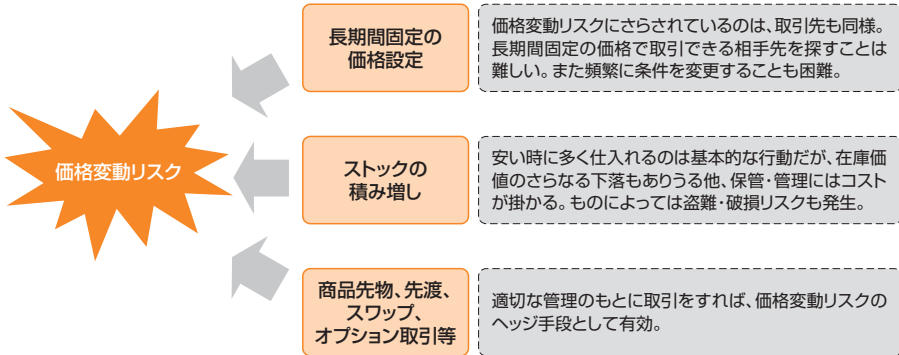 価格変動リスク
長期間固定の
価格設定
価格変動リスクにさらされているのは、取引先も同様。
長期間固定の価格で取引できる相手先を探すことは
難しい。また頻繁に条件を変更することも困難。
ストックの
積み増し
安い時に多く仕入れるのは基本的な行動だが、在庫価
値のさらなる下落もありうる他、保管・管理にはコスト
が掛かる。ものによっては盗難・破損リスクも発生。
商品先物、先渡、
スワップ、
オプション取引等
適切な管理のもとに取引をすれば、価格変動リスクの
ヘッジ手段として有効。